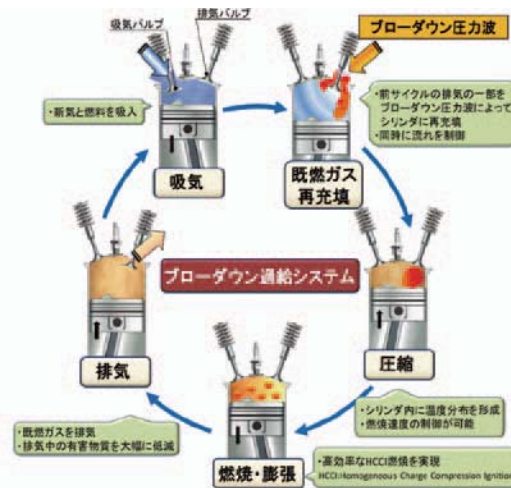 吸気バルブ
排気バルブ
ブローダウン圧力波
・新気と燃料を吸入
・前サイクルの排気の一部を
ブローダウン圧力波によって
シリンダに再充填
・同時に流れを制御
吸気
既燃ガス
再充填
ブローダウン過給システム
排気
圧縮
・シリンダ内に温度分布を形成
・燃焼速度の制御が可能
・既燃ガスを排気
・排気中の有害物質を大幅に低減
燃焼・膨張
・高効率なHCCI燃焼を実現
HCCI:Homogeneous Charge Compression Ignition